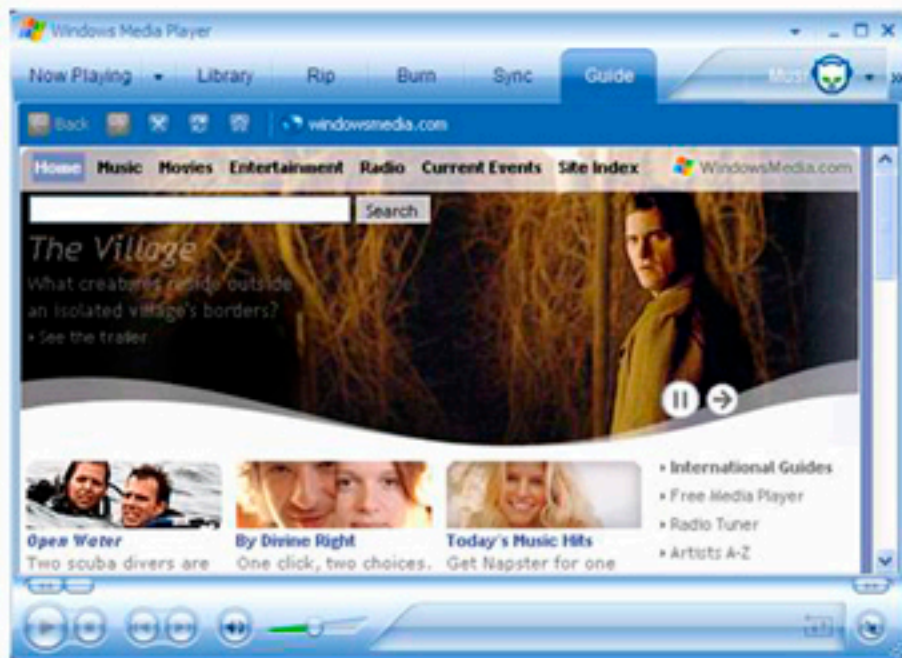 Windows Media Player
Now Playing Library Rip Burn Sync Guide Musi
Back windowsmedia.com
Home Music Movies Entertainment Radio Current Events Site Index WindowsMedia.com
Search
The Village
What creatures reside outside
an isolated village's borders?
See the trailer
International Guides
Free Media Player
Radio Tuner
Artists A-Z
Open Water
Two scuba divers are
By Divine Right
One click, two choices.
Today's Music Hits
Get Napster for one